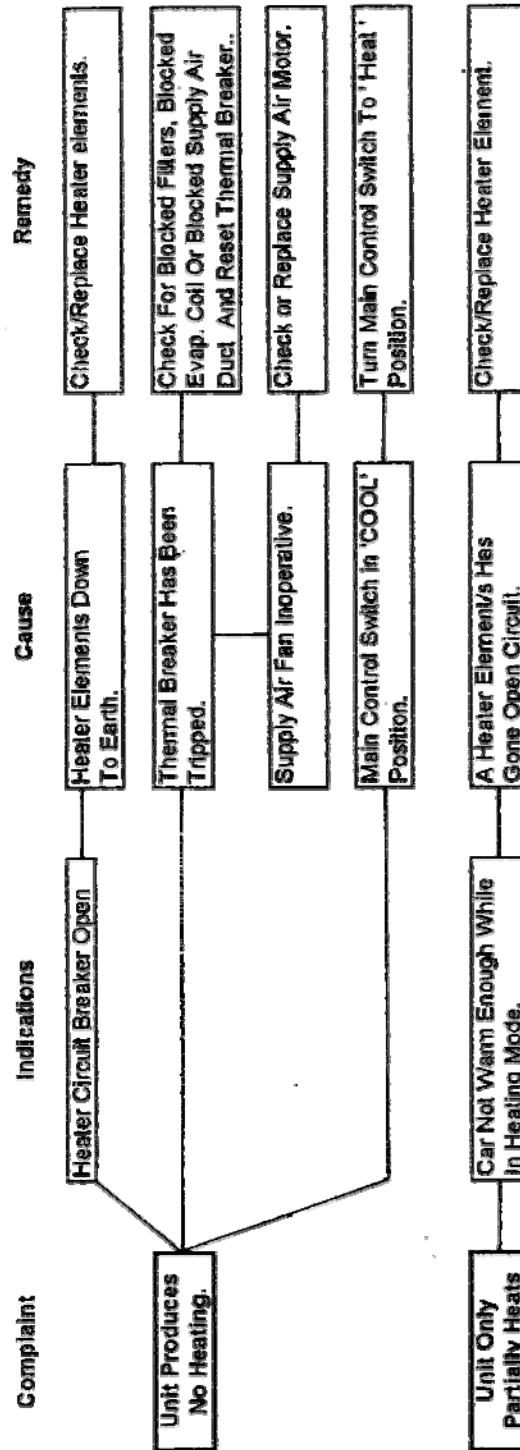 Complaint
Indications
Cause
Remedy
Unit Produces
No Heating.
Heater Circuit Breaker Open
Heater Elements Down
To Earth.
Check/Replace Heater elements.
Thermal Breaker Has Been
Tripped.
Check For Blocked Filters, Blocked
Evap. Coil Or Blocked Supply Air
Duct And Reset Thermal Breaker..
Supply Air Fan Inoperative.
Check or Replace Supply Air Motor.
Main Control Switch in 'COOL'
Position.
Turn Main Control Switch To 'Heat'
Position.
Unit Only
Partially Heats
Car Not Warm Enough While
In Heating Mode.
A Heater Element/s Has
Gone Open Circuit.
Check/Replace Heater Element.